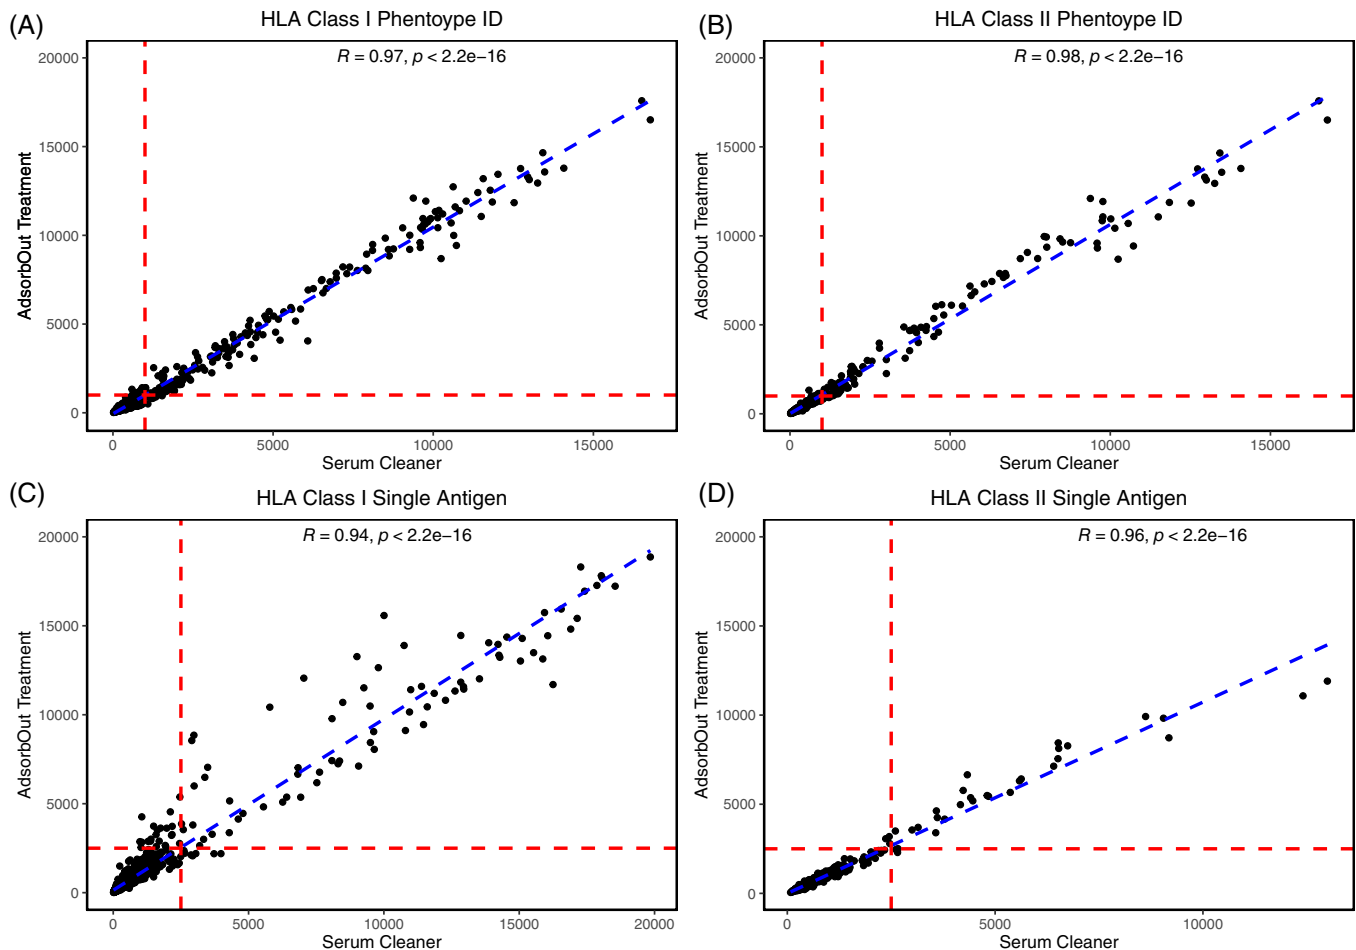 (A)
HLA Class I Phentoype ID
R = 0.97, p < 2.2e−16
20000
15000
10000
5000
0
AdsorbOut Treatment
0 5000 10000 15000
Serum Cleaner
(B)
HLA Class II Phentoype ID
R = 0.98, p < 2.2e−16
20000
15000
10000
5000
0
AdsorbOut Treatment
0 5000 10000 15000
Serum Cleaner
(C)
HLA Class I Single Antigen
R = 0.94, p < 2.2e−16
20000
15000
10000
5000
0
AdsorbOut Treatment
0 5000 10000 15000 20000
Serum Cleaner
(D)
HLA Class II Single Antigen
R = 0.96, p < 2.2e−16
20000
15000
10000
5000
0
AdsorbOut Treatment
0 5000 10000
Serum Cleaner